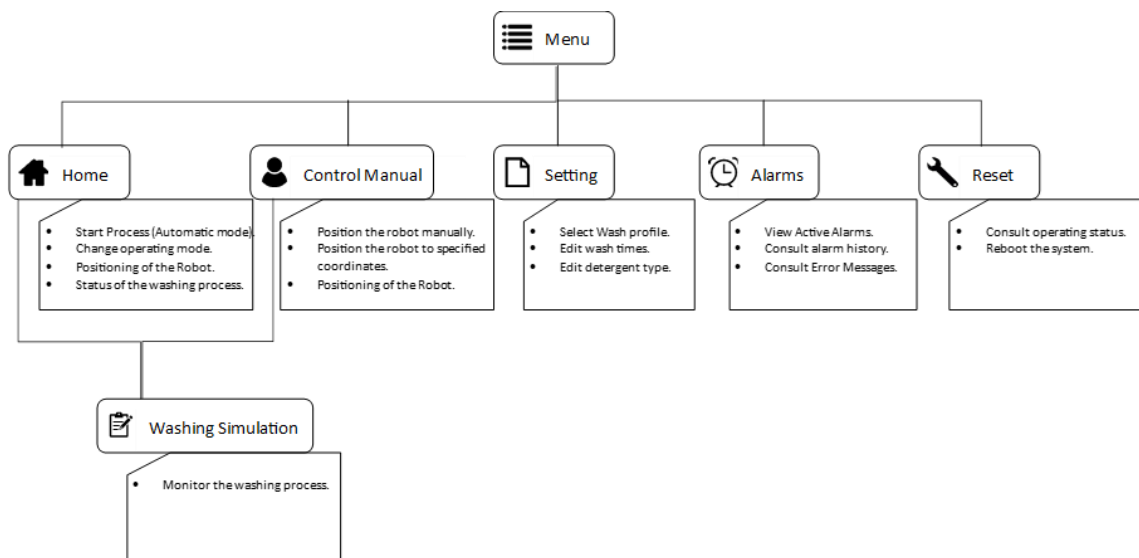 Menu
Home
Control Manual
Setting
Alarms
Reset
• Start Process (Automatic mode).
• Change operating mode.
• Positioning of the Robot.
• Status of the washing process.
• Position the robot manually.
• Position the robot to specified
coordinates.
• Positioning of the Robot.
• Select Wash profile.
• Edit wash times.
• Edit detergent type.
• View Active Alarms.
• Consult alarm history.
• Consult Error Messages.
• Consult operating status.
• Reboot the system.
Washing Simulation
• Monitor the washing process.